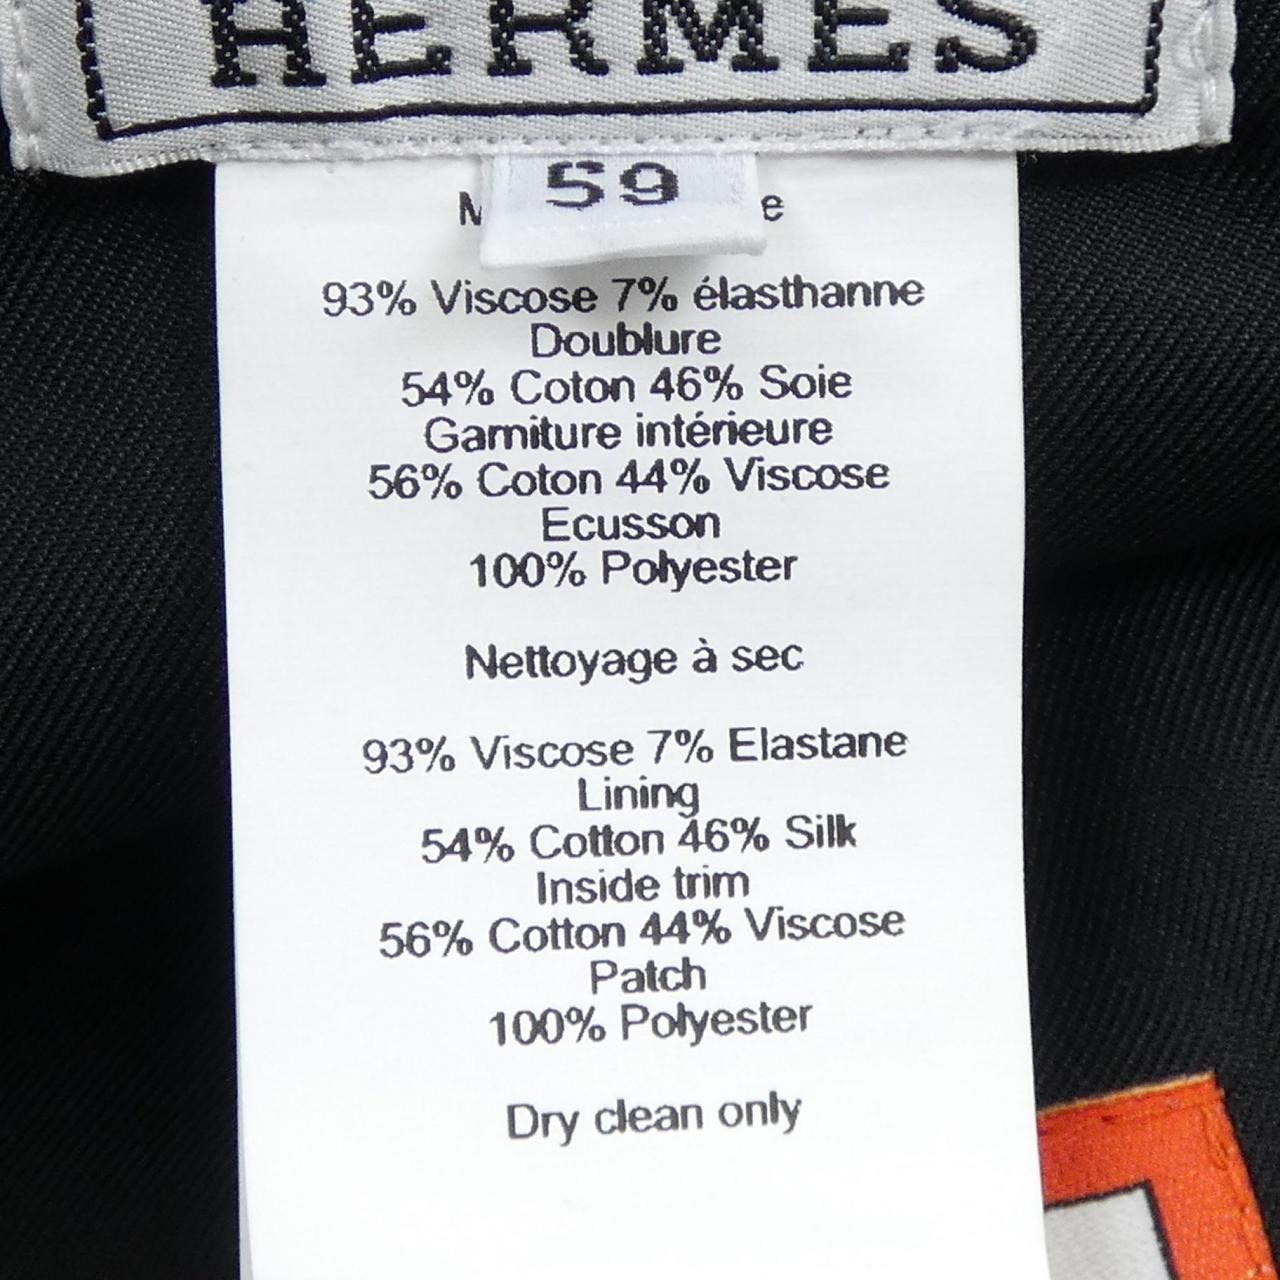 HERMES
59
93% Viscose 7% élasthanne
Doublure
54% Coton 46% Soie
Garniture intérieure
56% Coton 44% Viscose
Ecusson
100% Polyester
Nettoyage à sec
93% Viscose 7% Elastane
Lining
54% Cotton 46% Silk
Inside trim
56% Cotton 44% Viscose
Patch
100% Polyester
Dry clean only